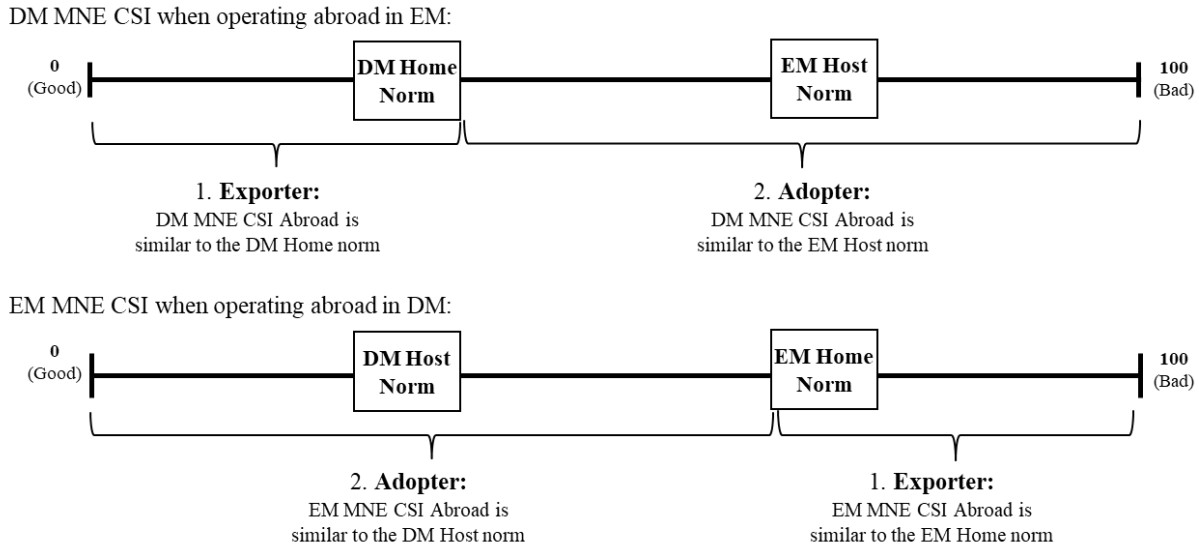 DM MNE CSI when operating abroad in EM:
0
(Good)
DM Home
Norm
EM Host
Norm
100
(Bad)
1. Exporter:
DM MNE CSI Abroad is
similar to the DM Home norm
2. Adopter:
DM MNE CSI Abroad is
similar to the EM Host norm
EM MNE CSI when operating abroad in DM:
0
(Good)
DM Host
Norm
EM Home
Norm
100
(Bad)
2. Adopter:
EM MNE CSI Abroad is
similar to the DM Host norm
1. Exporter:
EM MNE CSI Abroad is
similar to the EM Home norm